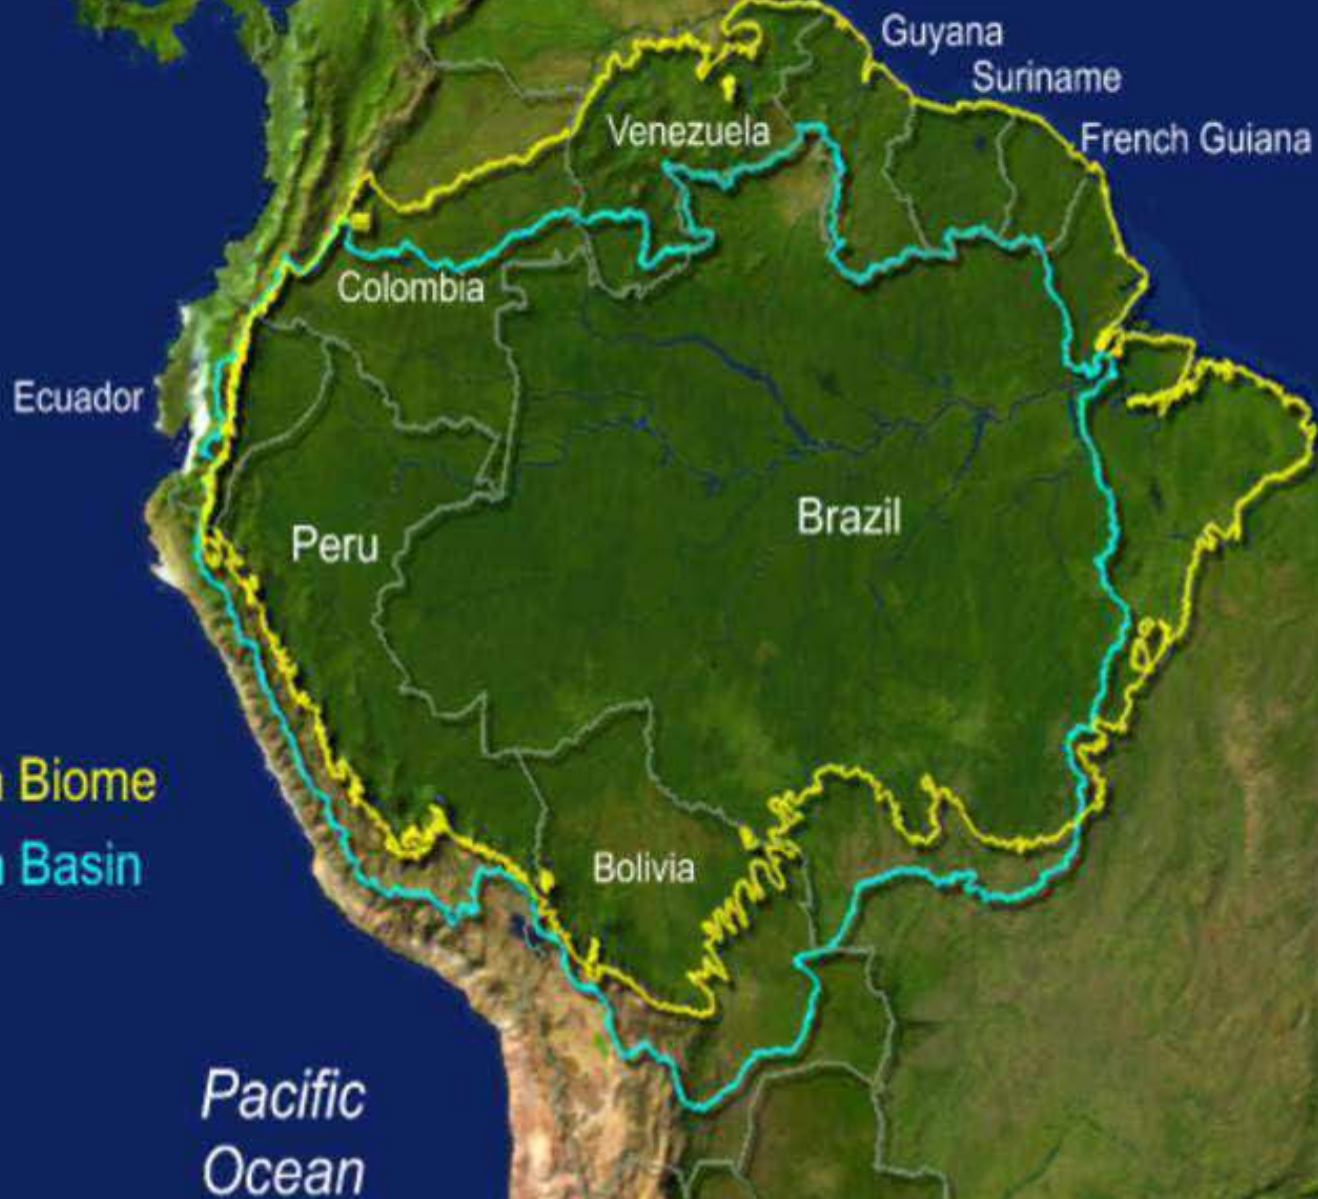 Guyana
Suriname
Venezuela
French Guiana
Colombia
Ecuador
Brazil
Peru
Biome
Bolivia
Basin
Pacific
Ocean